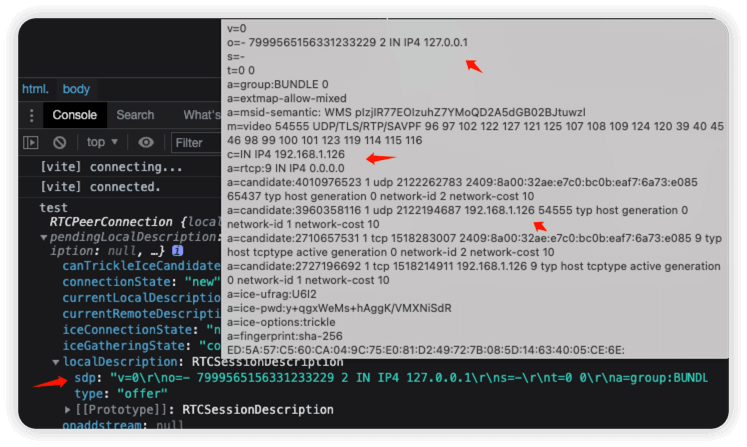 v=0
o=- 7999565156331233229 2 IN IP4 127.0.0.1
s=-
t=0 0
a=group:BUNDLE 0
a=extmap-allow-mixed
a=msid-semantic: WMS pIzjlR77EOlzuhZ7YMoQD2A5dGB02BJtuwzl
m=video 54555 UDP/TLS/RTP/SAVPF 96 97 102 122 127 121 125 107 108 109 124 120 39 40 45
46 98 99 100 101 123 119 114 115 116
c=IN IP4 192.168.1.126
a=rtcp:9 IN IP4 0.0.0.0
a=candidate:4010976523 1 udp 2122262783 2409:8a00:32ae:e7c0:bc0b:eaf7:6a73:e085
65437 typ host generation 0 network-id 2 network-cost 10
a=candidate:3960358116 1 udp 2122194687 192.168.1.126 54555 typ host generation 0
network-id 1 network-cost 10
a=candidate:2710657531 1 tcp 1518283007 2409:8a00:32ae:e7c0:bc0b:eaf7:6a73:e085 9 typ
host tcptype active generation 0 network-id 2 network-cost 10
a=candidate:2727196692 1 tcp 1518214911 192.168.1.126 9 typ host tcptype active generation
0 network-id 1 network-cost 10
a=ice-ufrag:U6I2
a=ice-pwd:y+qgxWeMs+hAggK/VMXNiSdR
a=ice-options:trickle
a=fingerprint:sha-256
ED:5A:57:C5:60:CA:04:9C:75:E0:81:D2:49:72:7B:08:5D:14:63:40:05:CE:6E:
html. body
Console Search What's
top Filter
[vite] connecting...
[vite] connected.
test
RTCPeerConnection {local
pendingLocalDescription:
iption: null, …}
canTrickleIceCandidate
connectionState: "new"
currentLocalDescriptio
currentRemoteDescripti
iceConnectionState: "n
iceGatheringState: "co
localDescription: RTCSessionDescription
sdp: "v=0\r\no=- 7999565156331233229 2 IN IP4 127.0.0.1\r\ns=-\r\nt=0 0\r\na=group:BUNDL
type: "offer"
[[Prototype]]: RTCSessionDescription
onaddstream: null